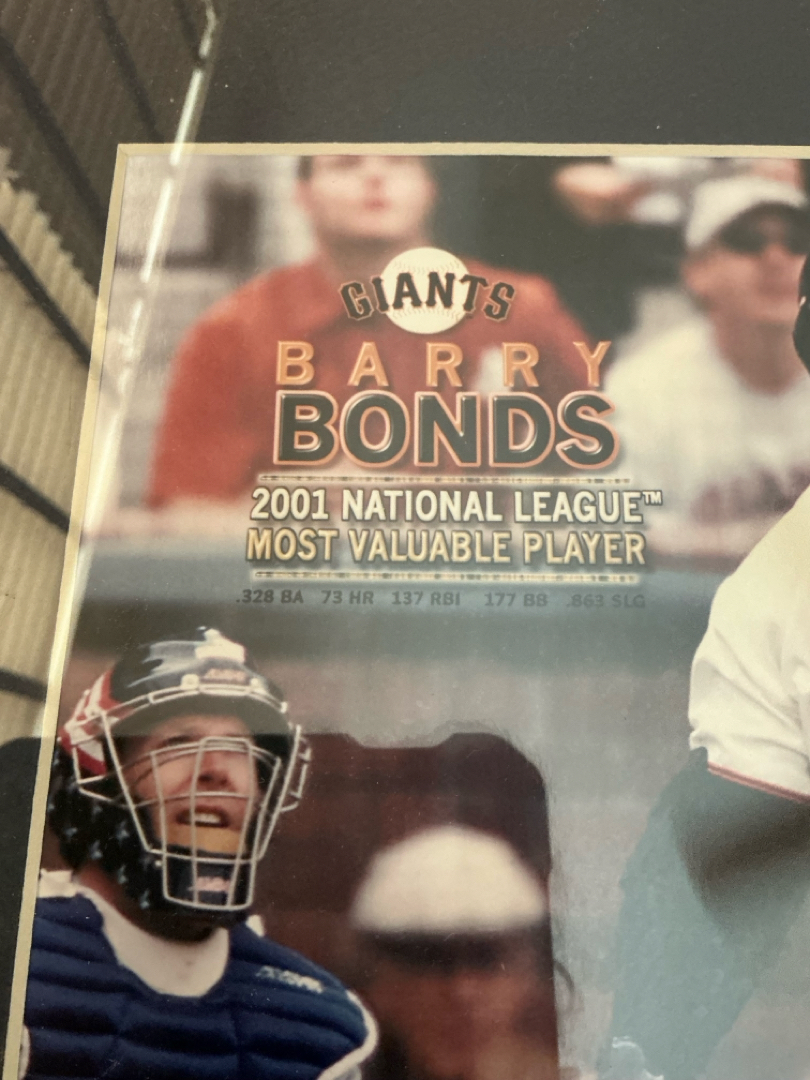 GIANTS
BARRY
BONDS
2001 NATIONAL LEAGUE™
MOST VALUABLE PLAYER
.328 BA 73 HR 137 RBI 177 BB .863 SLG